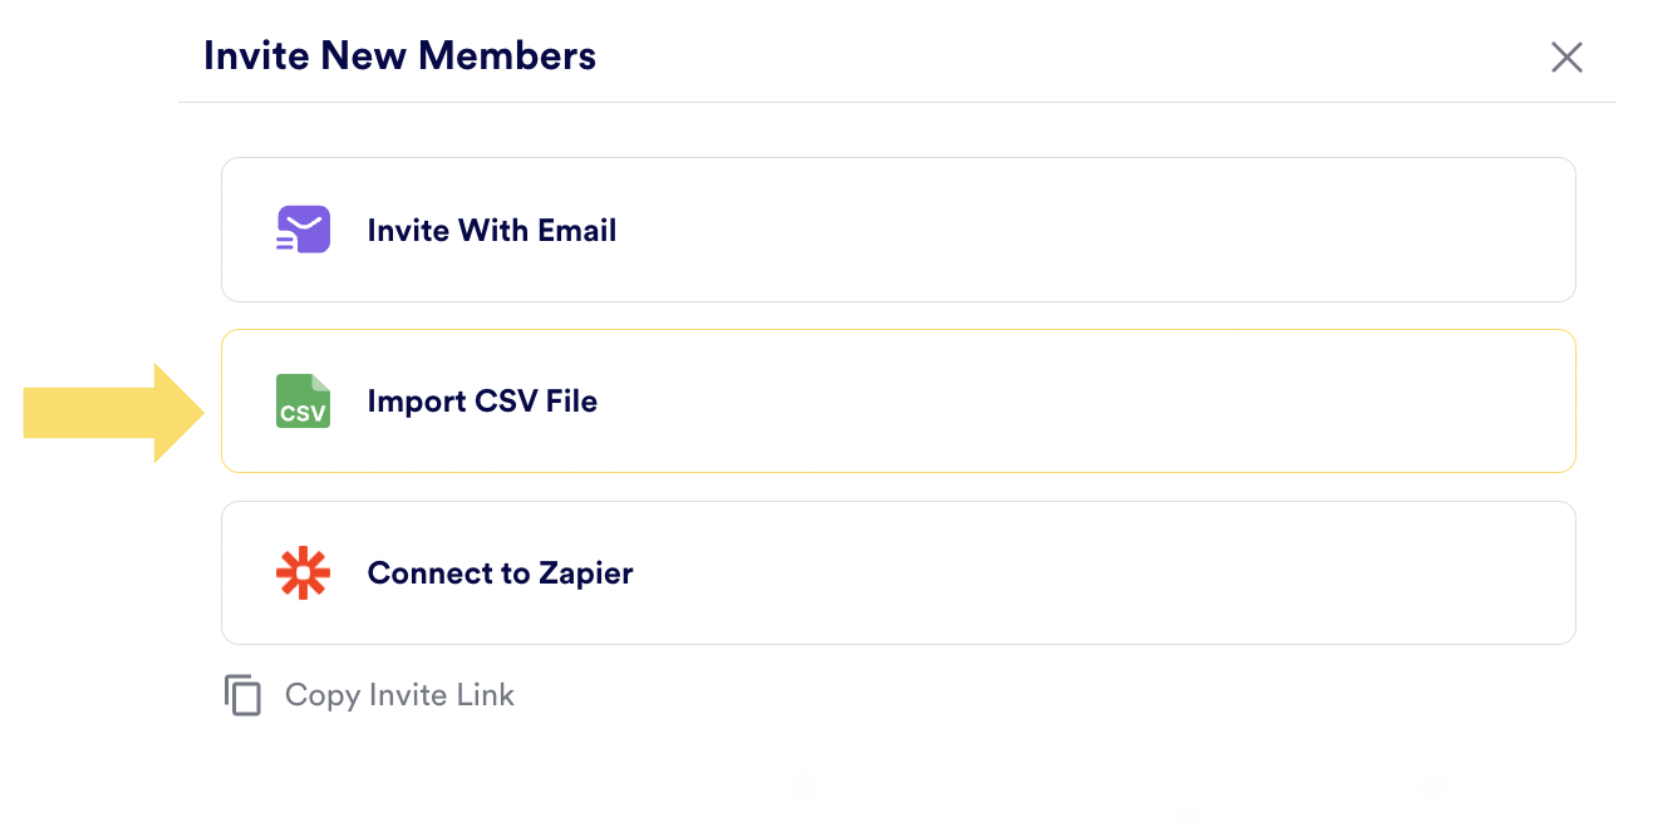 Invite New Members
Invite With Email
CSV
Import CSV File
Connect to Zapier
Copy Invite Link